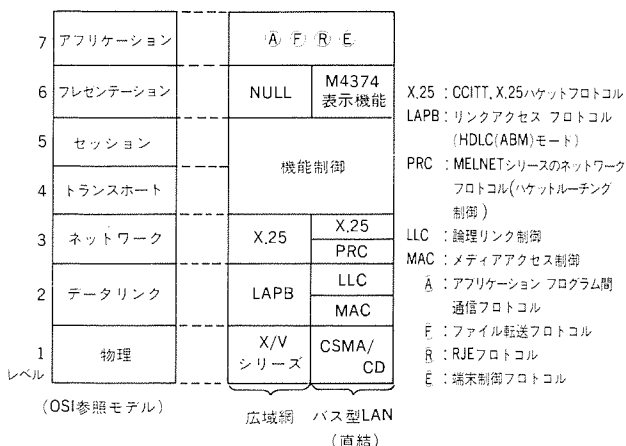 7 アプリケーション Ⓐ Ⓕ Ⓡ Ⓔ
6 プレゼンテーション NULL M4374
表示機能
5 セッション
機能制御
4 トランスポート
3 ネットワーク X.25 X.25
PRC
2 データリンク LAPB LLC
MAC
1 物理 X/V
シリーズ CSMA/
CD
レベル
(OSI参照モデル) 広域網 バス型LAN
(直結)
X.25 : CCITT, X.25パケットプロトコル
LAPB : リンクアクセス プロトコル
(HDLC(ABM)モード)
PRC : MELNETシリーズのネットワーク
プロトコル(パケットルーチング
制御)
LLC : 論理リンク制御
MAC : メディアアクセス制御
Ⓐ : アプリケーション プログラム間
通信プロトコル
Ⓕ : ファイル転送プロトコル
Ⓡ : RJEプロトコル
Ⓔ : 端末制御プロトコル